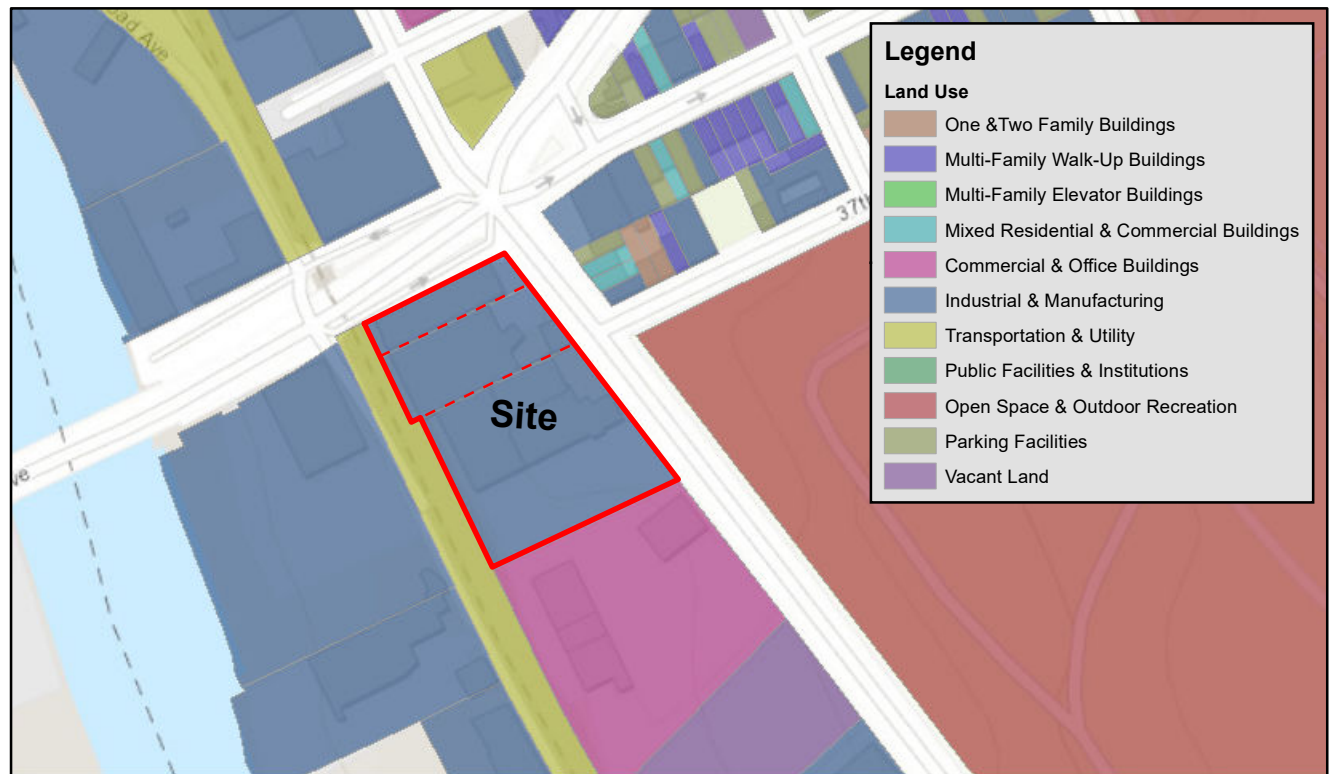 Legend
Land Use
One &Two Family Buildings
Multi-Family Walk-Up Buildings
Multi-Family Elevator Buildings
Mixed Residential & Commercial Buildings
Commercial & Office Buildings
Industrial & Manufacturing
Transportation & Utility
Public Facilities & Institutions
Open Space & Outdoor Recreation
Parking Facilities
Vacant Land
Ave
37th
Site